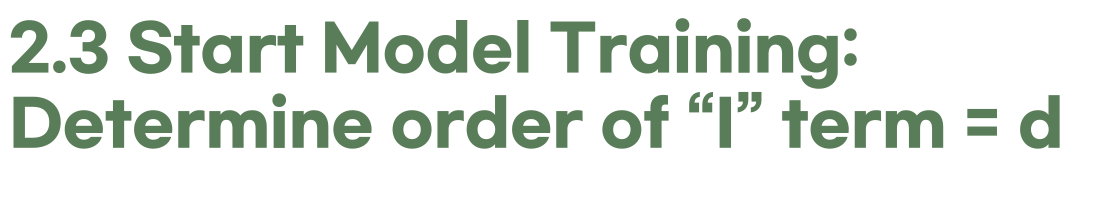 2.3 Start Model Training:
Determine order of “I” term = d